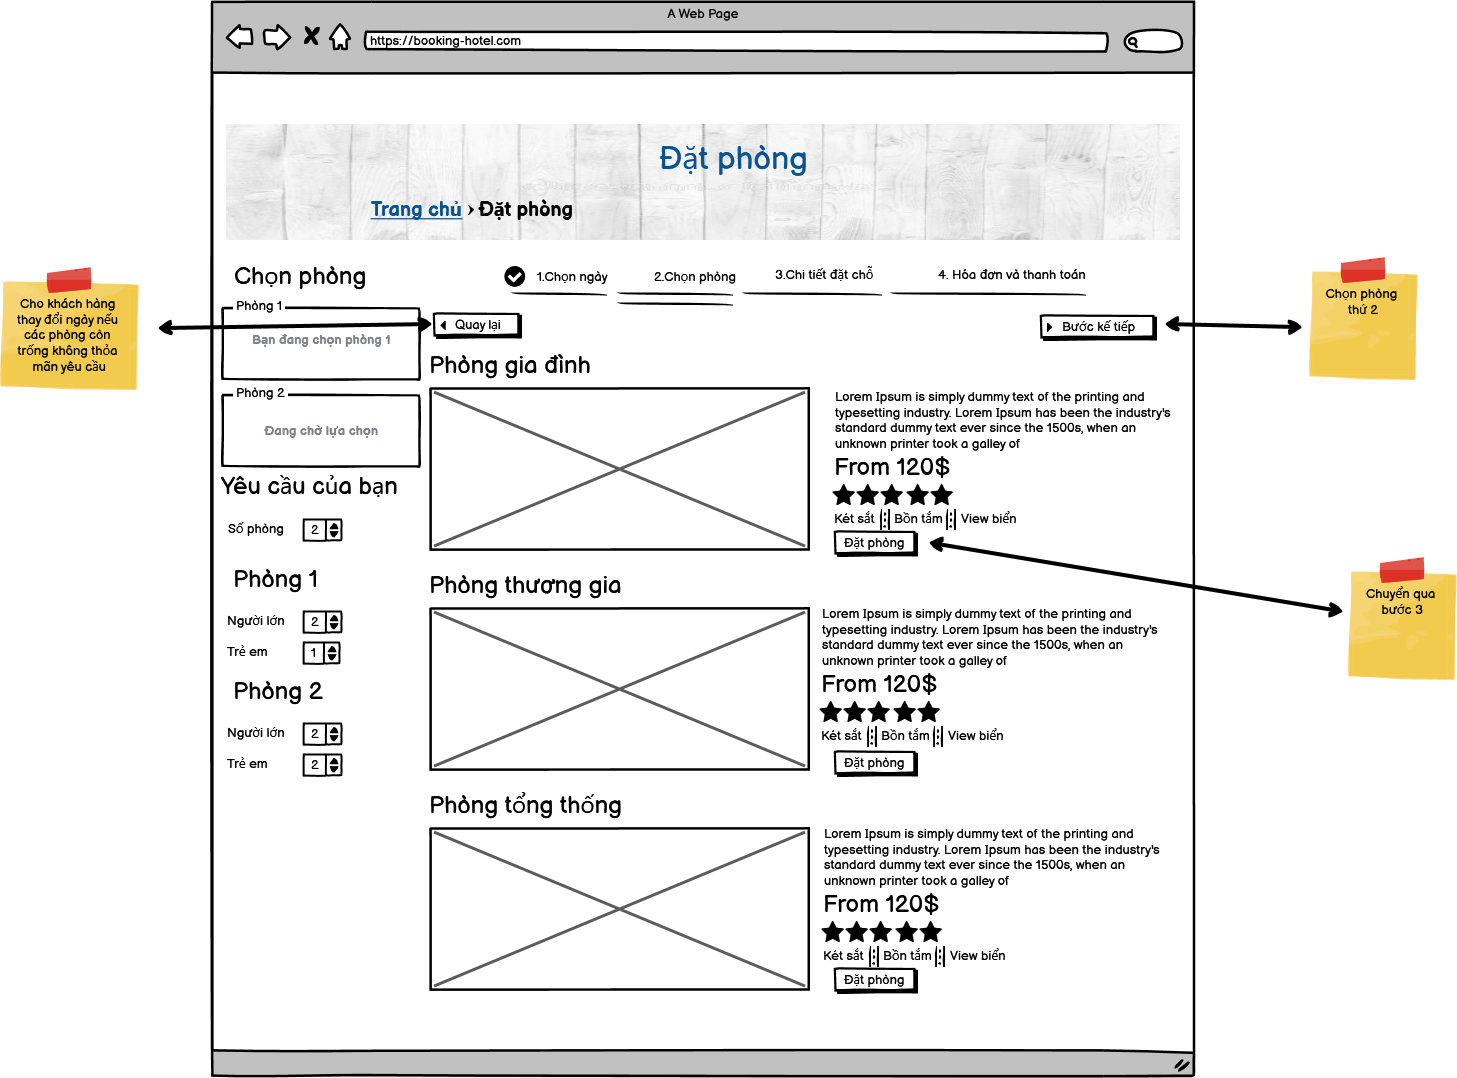 A Web Page
https://booking-hotel.com
Đặt phòng
Trang chủ › Đặt phòng
Chọn phòng
1.Chọn ngày
2.Chọn phòng
3.Chi tiết đặt chỗ
4. Hóa đơn và thanh toán
Cho khách hàng
thay đổi ngày nếu
các phòng còn
trống không thỏa
mãn yêu cầu
Chọn phòng
thứ 2
Phòng 1
Bạn đang chọn phòng 1
Quay lại
Bước kế tiếp
Phòng 2
Đang chờ lựa chọn
Yêu cầu của bạn
Số phòng 2
Phòng 1
Người lớn 2
Trẻ em 1
Phòng 2
Người lớn 2
Trẻ em 2
Phòng gia đình
Lorem Ipsum is simply dummy text of the printing and
typesetting industry. Lorem Ipsum has been the industry's
standard dummy text ever since the 1500s, when an
unknown printer took a galley of
From 120$
Két sắt Bồn tắm View biển
Đặt phòng
Chuyển qua
bước 3
Phòng thương gia
Lorem Ipsum is simply dummy text of the printing and
typesetting industry. Lorem Ipsum has been the industry's
standard dummy text ever since the 1500s, when an
unknown printer took a galley of
From 120$
Két sắt Bồn tắm View biển
Đặt phòng
Phòng tổng thống
Lorem Ipsum is simply dummy text of the printing and
typesetting industry. Lorem Ipsum has been the industry's
standard dummy text ever since the 1500s, when an
unknown printer took a galley of
From 120$
Két sắt Bồn tắm View biển
Đặt phòng